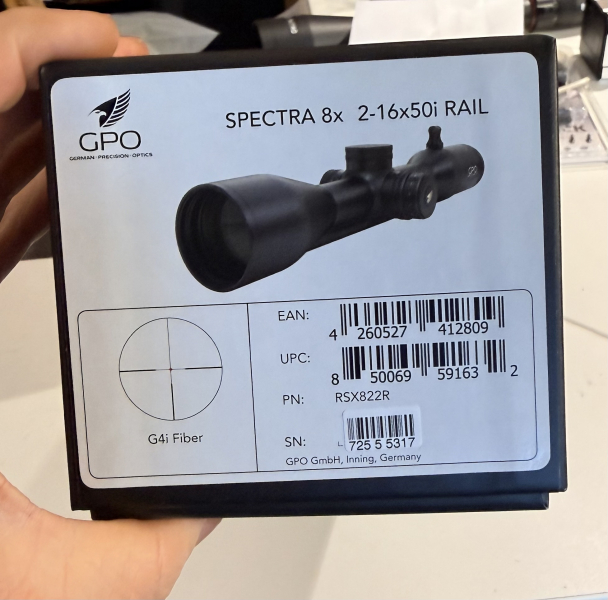 GPO
GERMAN·PRECISION·OPTICS
SPECTRA 8x 2-16x50i RAIL
G4i Fiber
EAN:
4 260527 412809
UPC:
8 50069 59163 2
PN: RSX822R
SN:
725 5 5317
GPO GmbH, Inning, Germany